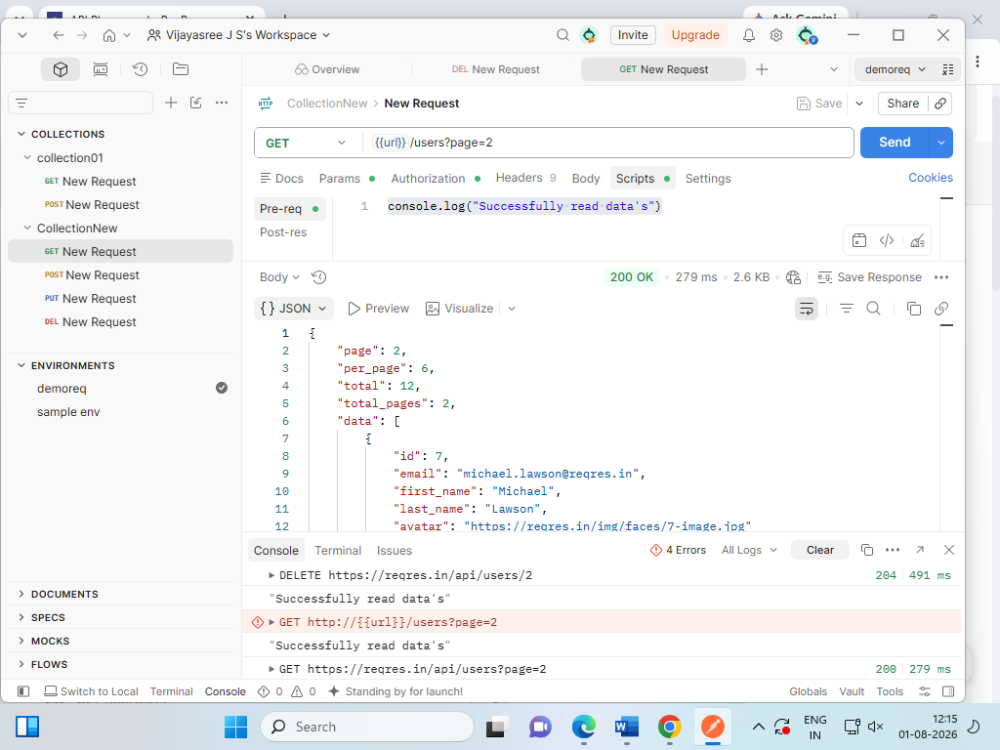 Ask Gemini
Vijayasree J S's Workspace
Invite
Upgrade
Overview
DEL New Request
GET New Request
demoreq
CollectionNew > New Request
Save
Share
COLLECTIONS
collection01
GET New Request
POST New Request
CollectionNew
GET New Request
POST New Request
PUT New Request
DEL New Request
ENVIRONMENTS
demoreq
sample env
DOCUMENTS
SPECS
MOCKS
FLOWS
HTTP
GET
{{url}} /users?page=2
Send
Docs
Params
Authorization
Headers 9
Body
Scripts
Settings
Cookies
Pre-req
Post-res
1 console.log("Successfully read data's")
Body
200 OK
279 ms
2.6 KB
e.g. Save Response
{} JSON
Preview
Visualize
1 {
2 "page": 2,
3 "per_page": 6,
4 "total": 12,
5 "total_pages": 2,
6 "data": [
7 {
8 "id": 7,
9 "email": "michael.lawson@reqres.in",
10 "first_name": "Michael",
11 "last_name": "Lawson",
12 "avatar": "https://reqres.in/img/faces/7-image.jpg"
Console
Terminal
Issues
4 Errors
All Logs
Clear
DELETE https://reqres.in/api/users/2 204 491 ms
"Successfully read data's"
GET http://{{url}}/users?page=2
"Successfully read data's"
GET https://reqres.in/api/users?page=2 200 279 ms
Switch to Local
Terminal
Console
0
0
Standing by for launch!
Globals
Vault
Tools
Search
ENG
IN
12:15
01-08-2026